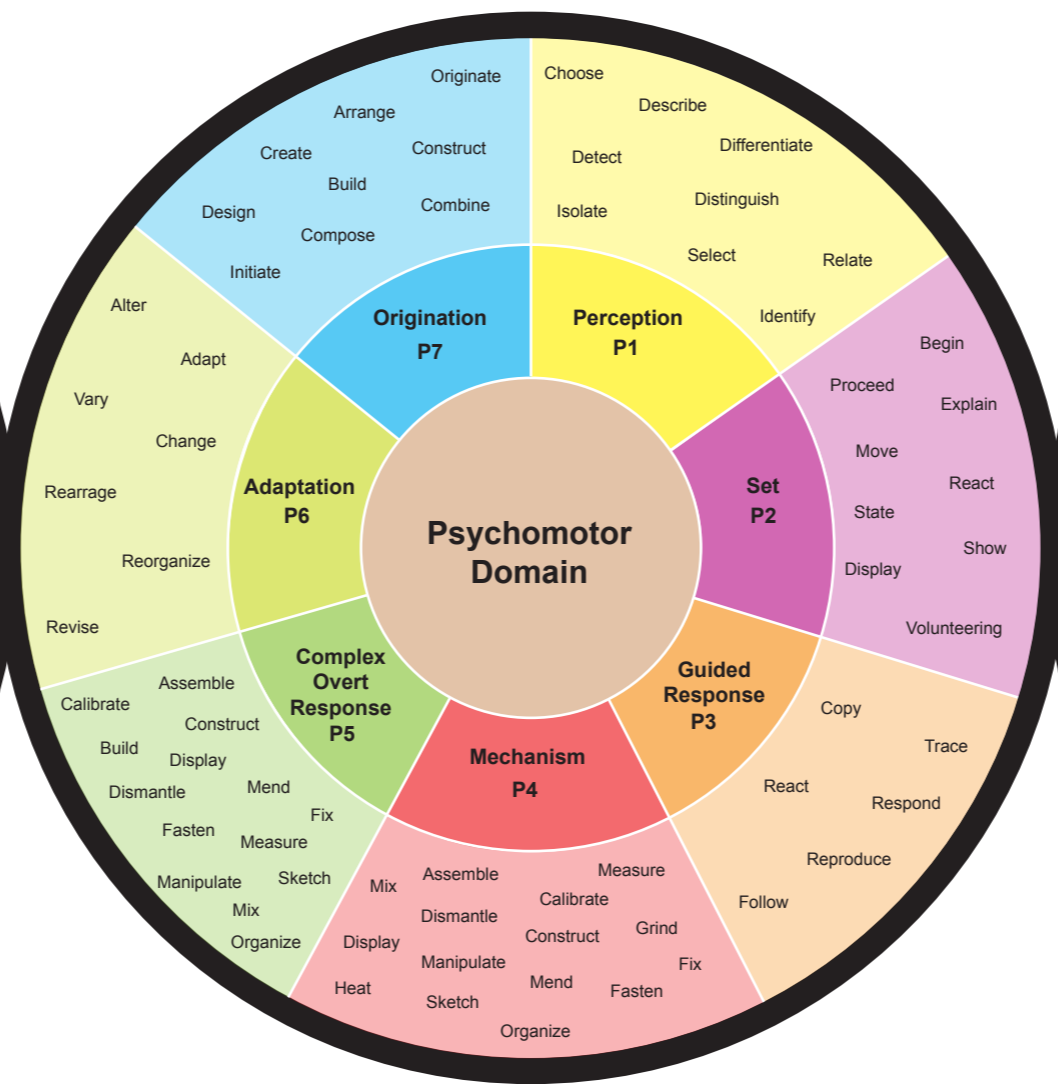 Psychomotor
Domain
Perception
P1
Choose
Describe
Differentiate
Detect
Distinguish
Isolate
Select
Relate
Identify
Set
P2
Begin
Proceed
Explain
Move
React
State
Show
Display
Volunteering
Guided
Response
P3
Copy
Trace
React
Respond
Reproduce
Follow
Mechanism
P4
Measure
Assemble
Mix
Calibrate
Dismantle
Grind
Construct
Display
Manipulate
Fix
Mend
Heat
Fasten
Sketch
Organize
Complex
Overt
Response
P5
Assemble
Calibrate
Construct
Build
Display
Mend
Dismantle
Fix
Fasten
Measure
Sketch
Manipulate
Mix
Organize
Adaptation
P6
Alter
Adapt
Vary
Change
Rearrage
Reorganize
Revise
Origination
P7
Originate
Arrange
Construct
Create
Build
Combine
Design
Compose
Initiate